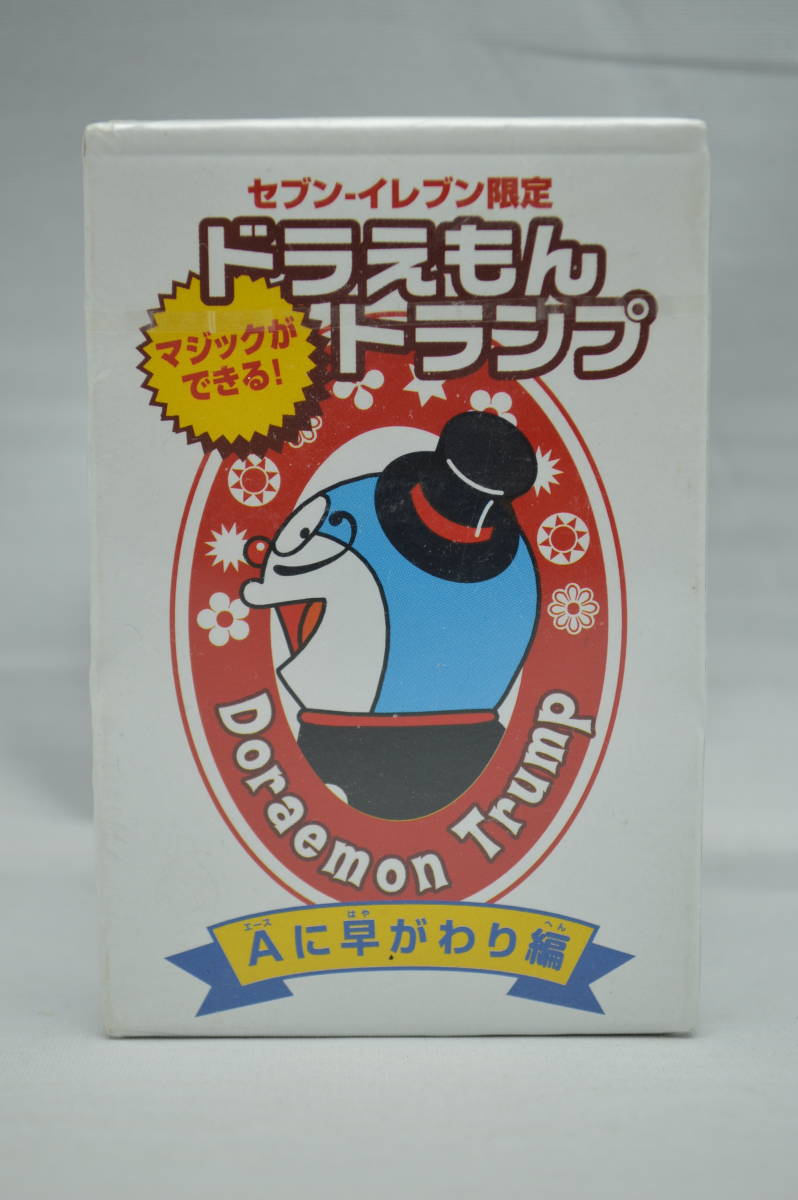 セブン-イレブン限定
ドラえもん
トランプ
マジックが
できる!
Doraemon Trump
エース はや へん
Aに早がわり編